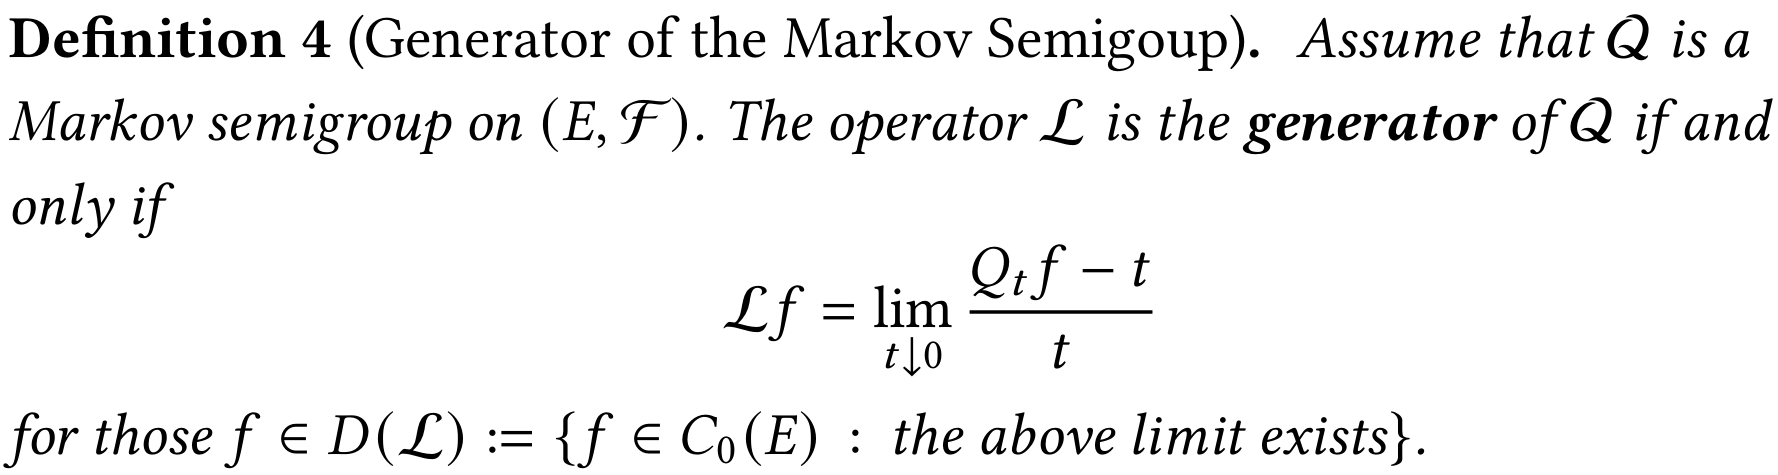 Definition 4 (Generator of the Markov Semigoup). Assume that 𝒬 is a
Markov semigroup on (E, ℱ). The operator ℒ is the generator of 𝒬 if and
only if
ℒf = lim_{t↓0} (Q_t f − t) / t
for those f ∈ D(ℒ) := {f ∈ C₀(E) : the above limit exists}.